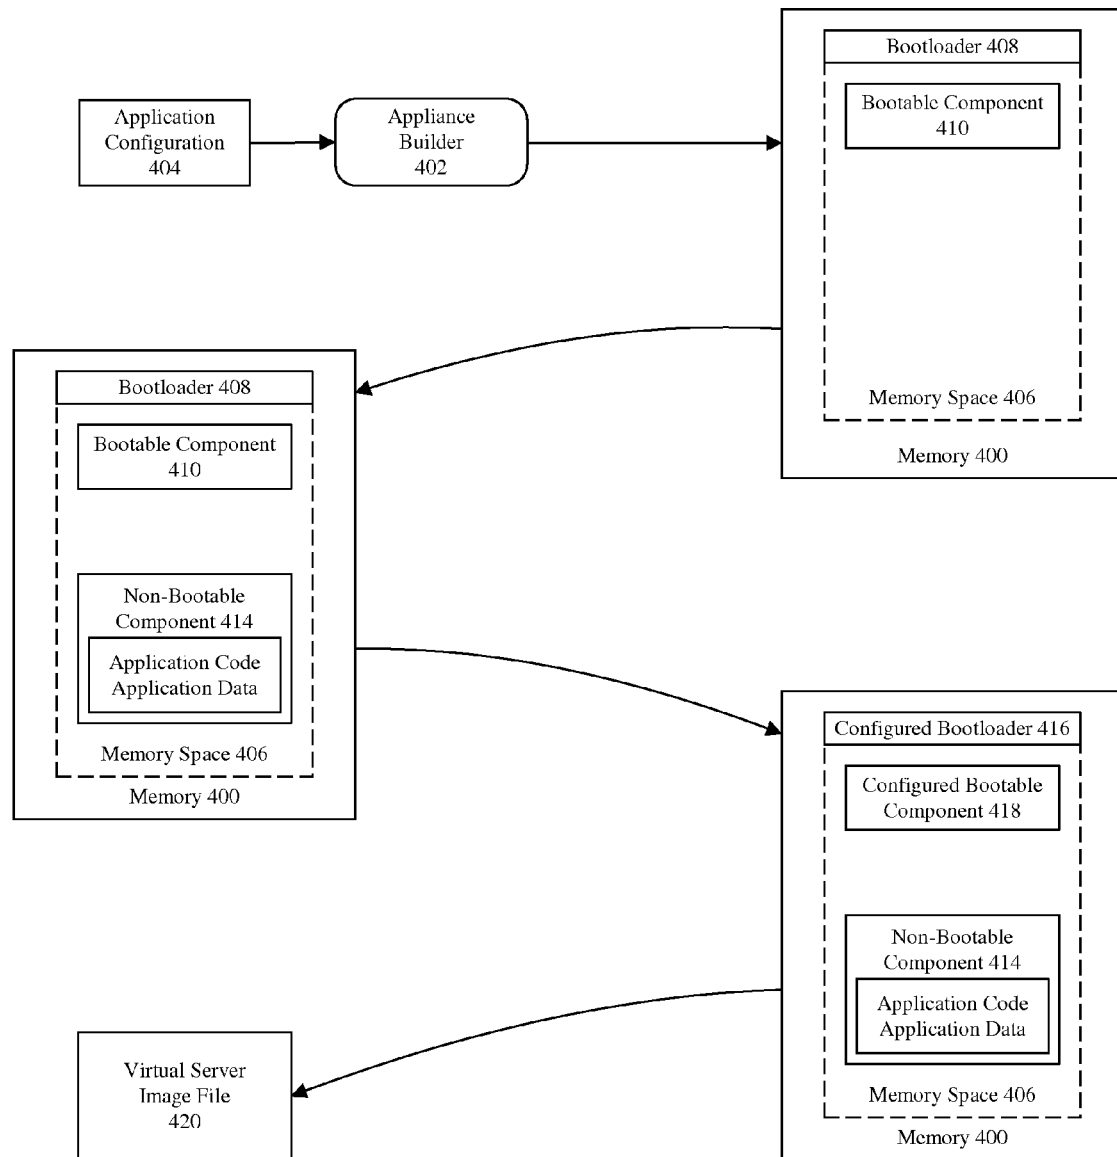 Application
Configuration
404
Appliance
Builder
402
Bootloader 408
Bootable Component
410
Memory Space 406
Memory 400
Bootloader 408
Bootable Component
410
Non-Bootable
Component 414
Application Code
Application Data
Memory Space 406
Memory 400
Configured Bootloader 416
Configured Bootable
Component 418
Non-Bootable
Component 414
Application Code
Application Data
Memory Space 406
Memory 400
Virtual Server
Image File
420